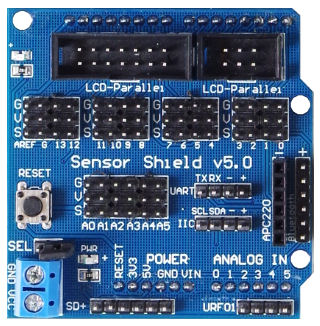 LCD-Parallel LCD-Parallel
G G G G
V V V V
S S S S
AREF G 13 12 11 10 9 8 7 6 5 4 3 2 1 0
Sensor Shield v5.0
RESET
G
V
S
UART TX RX - +
IIC SCL SDA - +
A0 A1 A2 A3 A4 A5
APC220
Bluetooth
SEL
PWR
GND VCC
RESET 3V3 5V GND VIN
POWER ANALOG IN
0 1 2 3 4 5
SD+ URF01